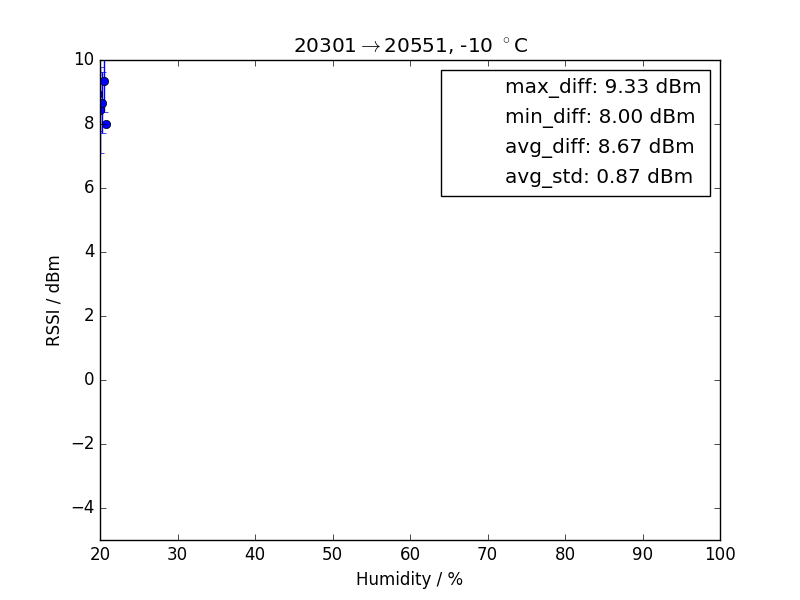 20301→20551, -10 °C
max_diff: 9.33 dBm
min_diff: 8.00 dBm
avg_diff: 8.67 dBm
avg_std: 0.87 dBm
RSSI / dBm
10
8
6
4
2
0
−2
−4
20 30 40 50 60 70 80 90 100
Humidity / %